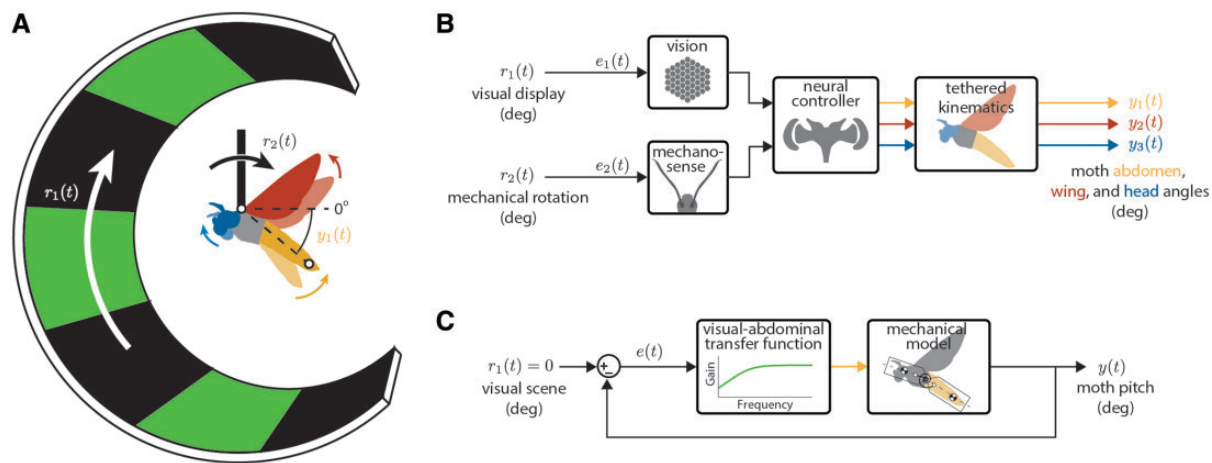 A
r₁(t)
r₂(t)
0°
y₁(t)
B
r₁(t)
visual display
(deg)
e₁(t)
vision
r₂(t)
mechanical rotation
(deg)
e₂(t)
mechano-
sense
neural
controller
tethered
kinematics
y₁(t)
y₂(t)
y₃(t)
moth abdomen,
wing, and head angles
(deg)
C
r₁(t) = 0
visual scene
(deg)
+
−
e(t)
visual-abdominal
transfer function
Gain
Frequency
mechanical
model
y(t)
moth pitch
(deg)